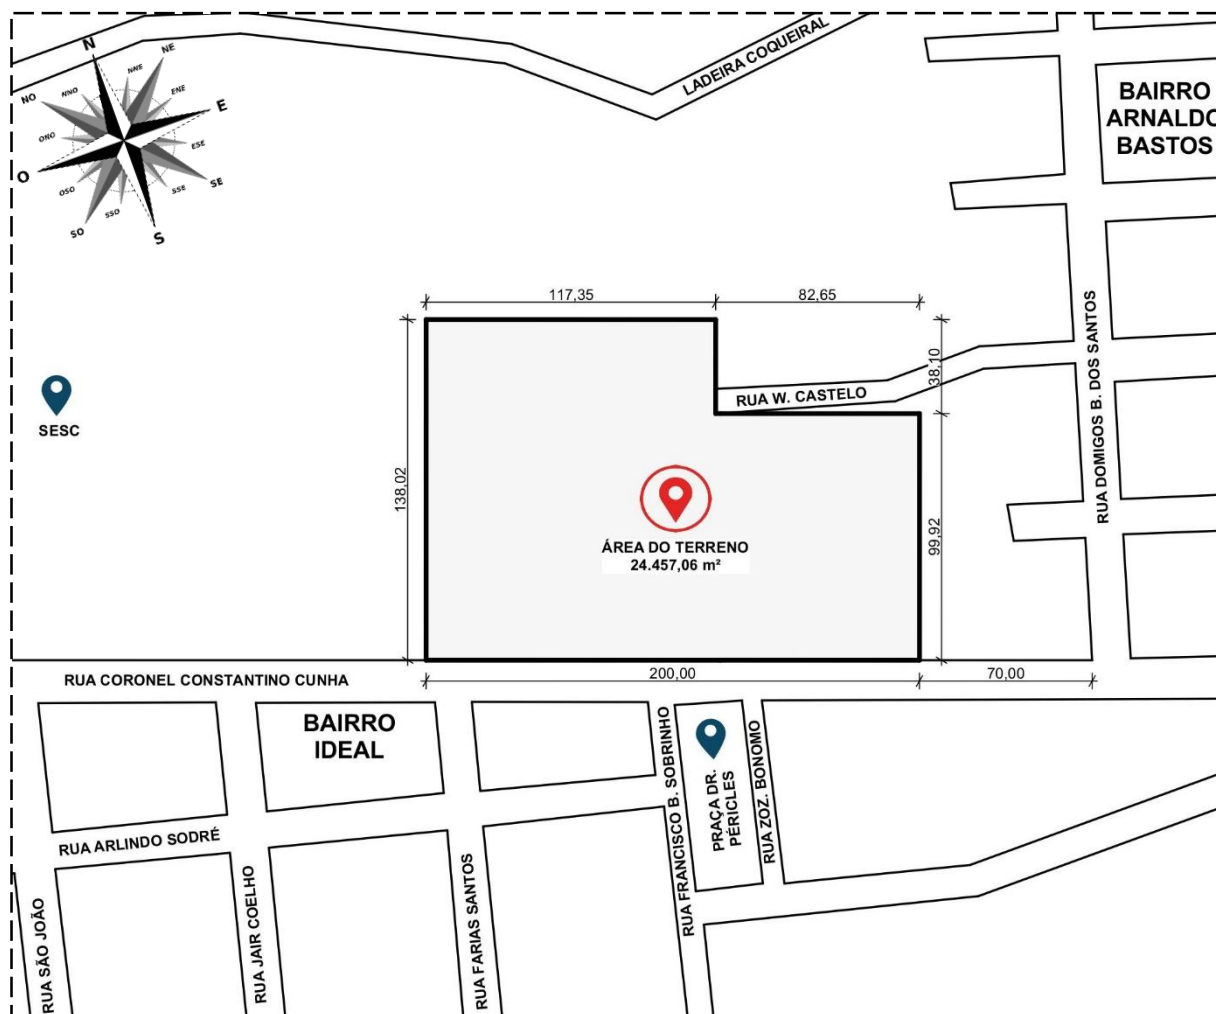 N
NNE
NE
ENE
E
ESE
SE
SSE
S
SSO
SO
OSO
O
ONO
NO
NNO
LADEIRA COQUEIRAL
BAIRRO
ARNALDO
BASTOS
117,35
82,65
38,10
RUA W. CASTELO
RUA DOMIGOS B. DOS SANTOS
SESC
138,02
99,92
ÁREA DO TERRENO
24.457,06 m²
200,00
70,00
RUA CORONEL CONSTANTINO CUNHA
BAIRRO
IDEAL
RUA FRANCISCO B. SOBRINHO
PRAÇA DR.
PÉRICLES
RUA ZOZ. BONOMO
RUA ARLINDO SODRÉ
RUA SÃO JOÃO
RUA JAIR COELHO
RUA FARIAS SANTOS